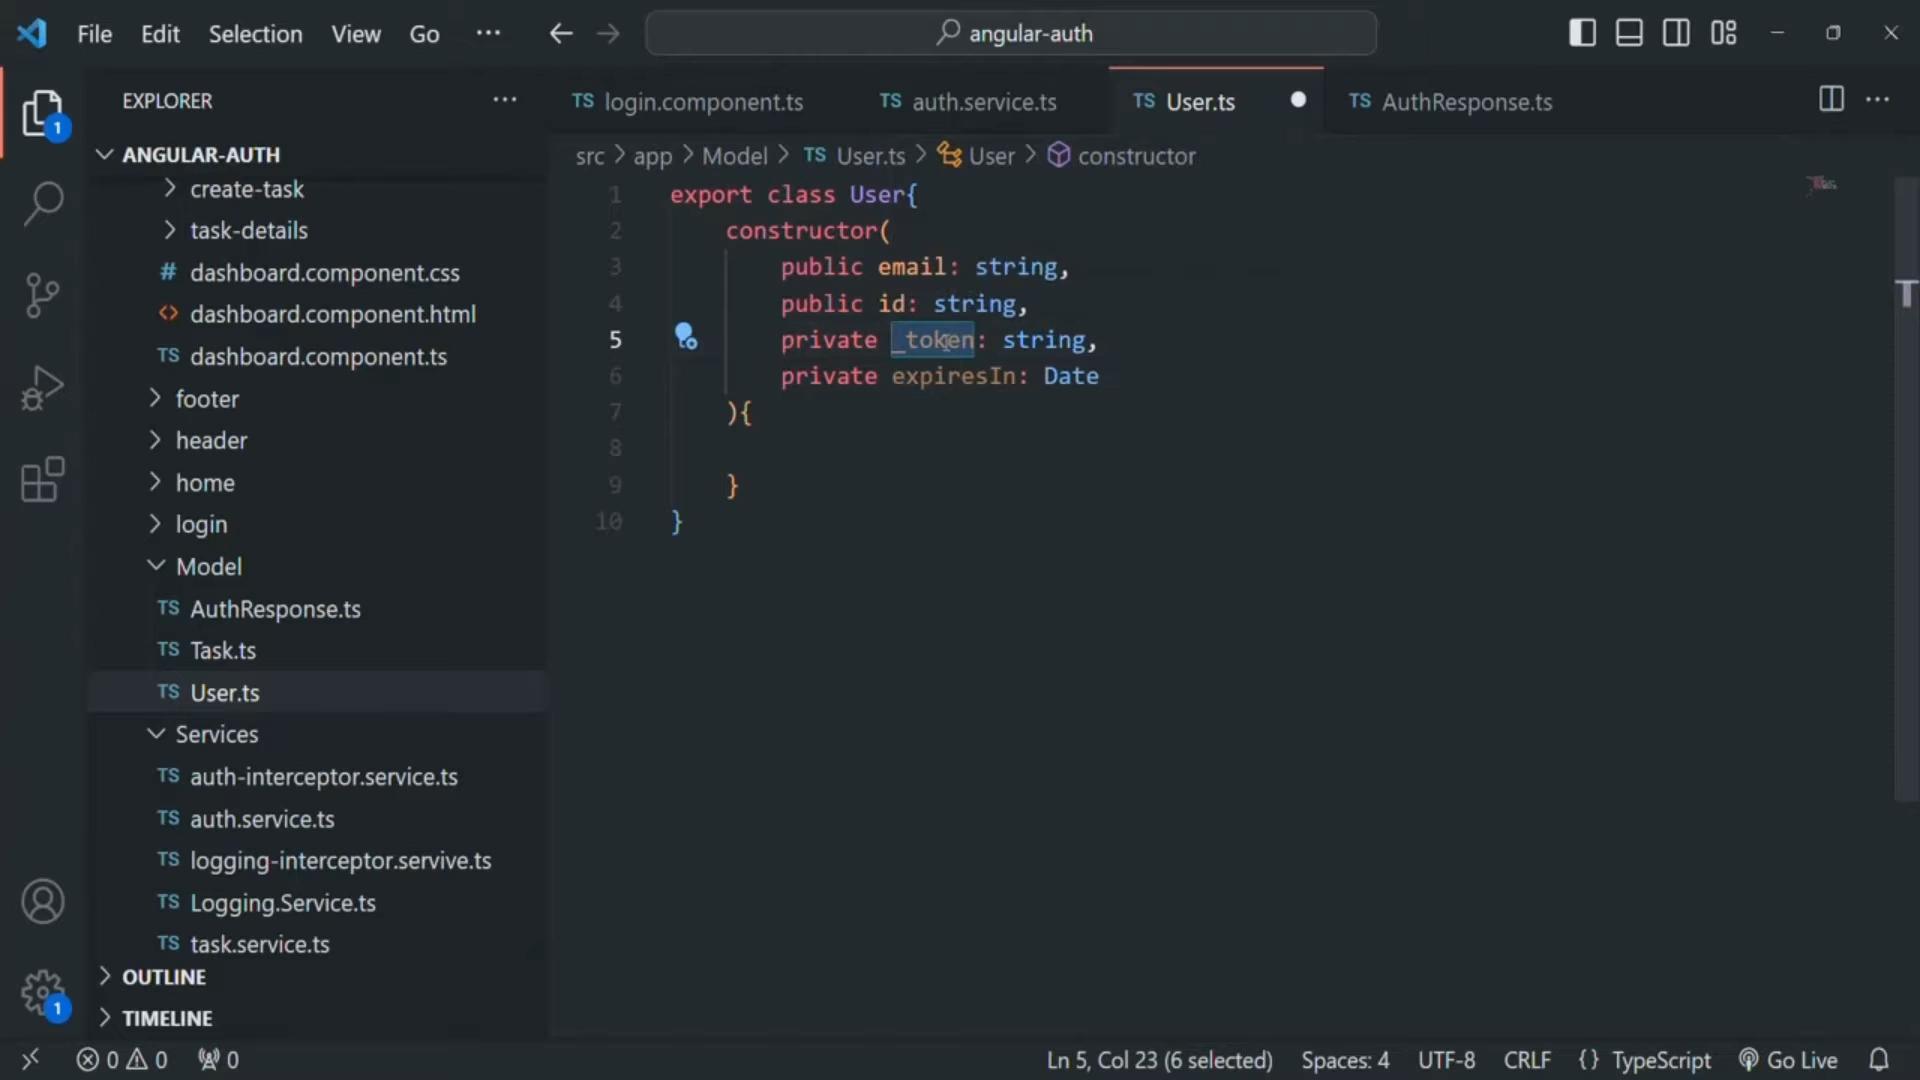 File Edit Selection View Go ··· angular-auth
EXPLORER ···
ANGULAR-AUTH
create-task
task-details
# dashboard.component.css
<> dashboard.component.html
TS dashboard.component.ts
footer
header
home
login
Model
TS AuthResponse.ts
TS Task.ts
TS User.ts
Services
TS auth-interceptor.service.ts
TS auth.service.ts
TS logging-interceptor.servive.ts
TS Logging.Service.ts
TS task.service.ts
OUTLINE
TIMELINE
1
1
TS login.component.ts TS auth.service.ts TS User.ts TS AuthResponse.ts
src > app > Model > TS User.ts > User > constructor
1 export class User{
2 constructor(
3 public email: string,
4 public id: string,
5 private _token: string,
6 private expiresIn: Date
7 ){
8
9 }
10 }
0 0 0 Ln 5, Col 23 (6 selected) Spaces: 4 UTF-8 CRLF {} TypeScript Go Live